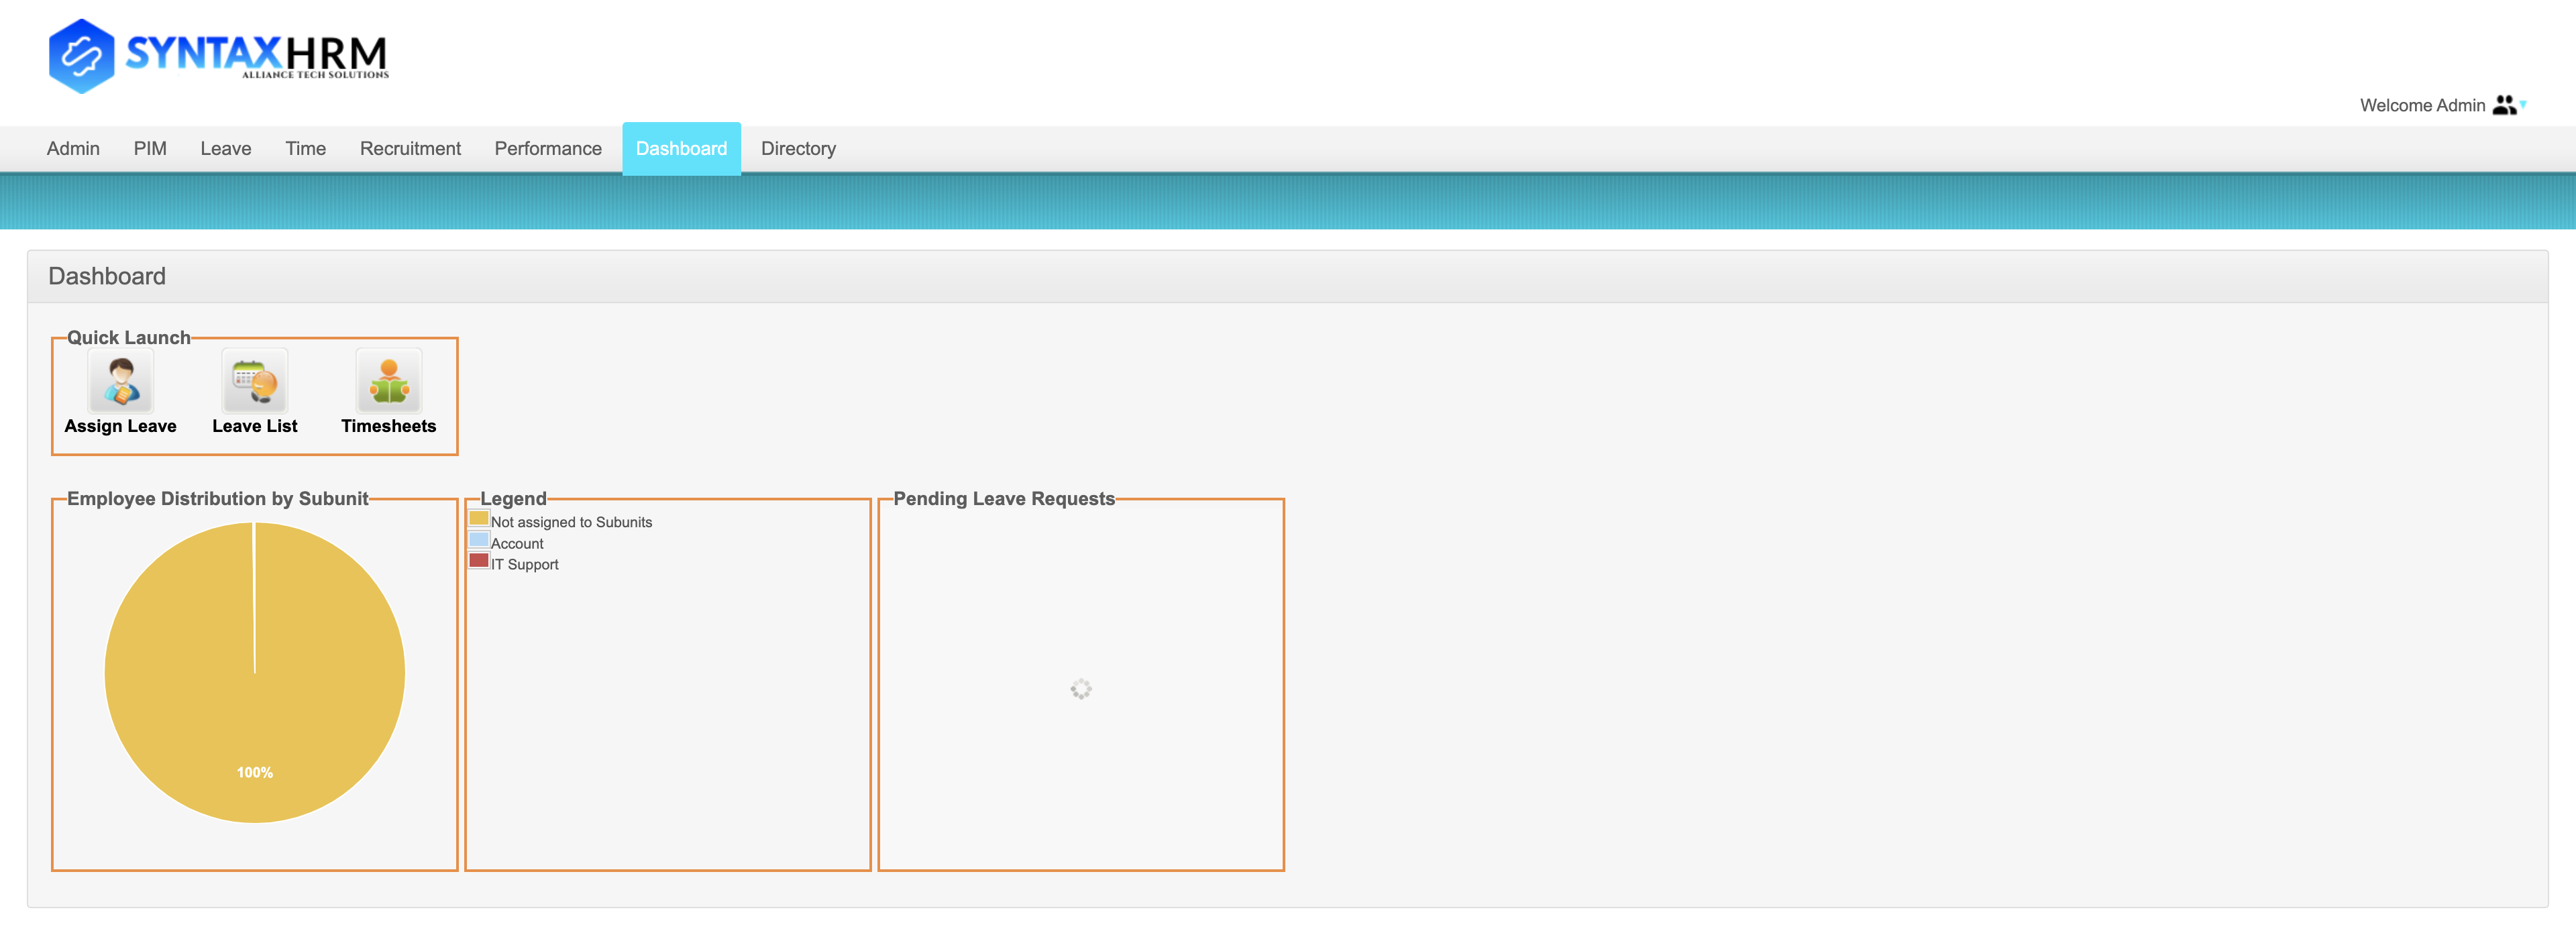 SYNTAXHRM
ALLIANCE TECH SOLUTIONS
Welcome Admin
Admin PIM Leave Time Recruitment Performance Dashboard Directory
Dashboard
Quick Launch
Assign Leave Leave List Timesheets
Employee Distribution by Subunit
100%
Legend
Not assigned to Subunits
Account
IT Support
Pending Leave Requests